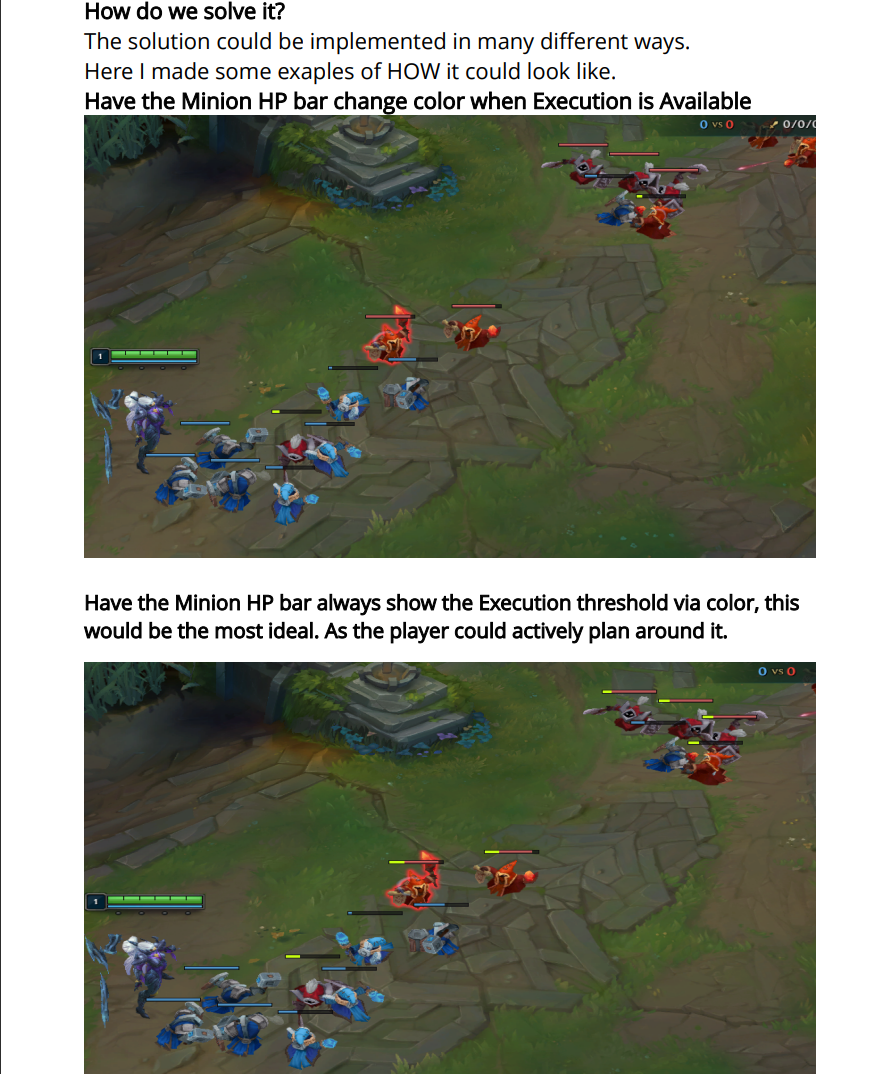 How do we solve it?
The solution could be implemented in many different ways.
Here I made some exaples of HOW it could look like.
Have the Minion HP bar change color when Execution is Available
0 vs 0 0/0/0
1
Have the Minion HP bar always show the Execution threshold via color, this
would be the most ideal. As the player could actively plan around it.
0 vs 0
1